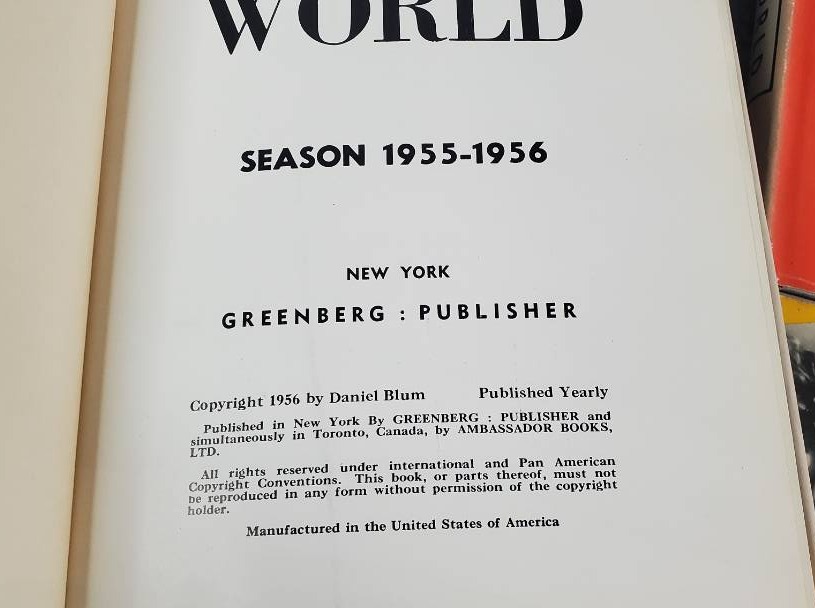 WORLD
SEASON 1955-1956
NEW YORK
GREENBERG : PUBLISHER
Copyright 1956 by Daniel Blum Published Yearly
Published in New York By GREENBERG : PUBLISHER and
simultaneously in Toronto, Canada, by AMBASSADOR BOOKS,
LTD.
All rights reserved under international and Pan American
Copyright Conventions. This book, or parts thereof, must not
be reproduced in any form without permission of the copyright
holder.
Manufactured in the United States of America